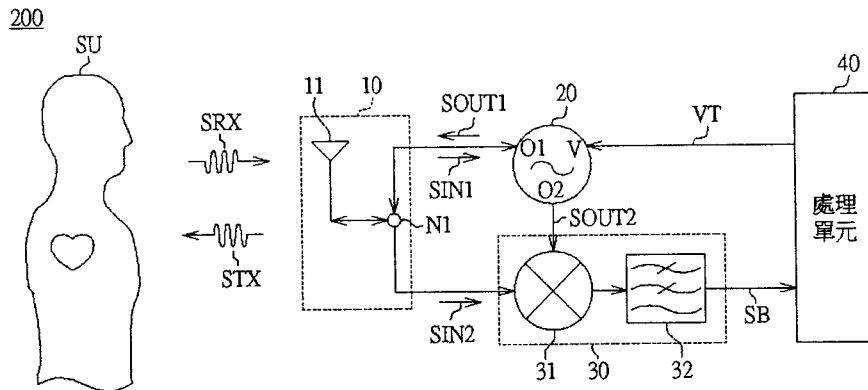 200
SU
SRX
STX
11
10
N1
SOUT1
SIN1
20
O1
V
O2
SOUT2
VT
40
處理
單元
SIN2
31
30
32
SB